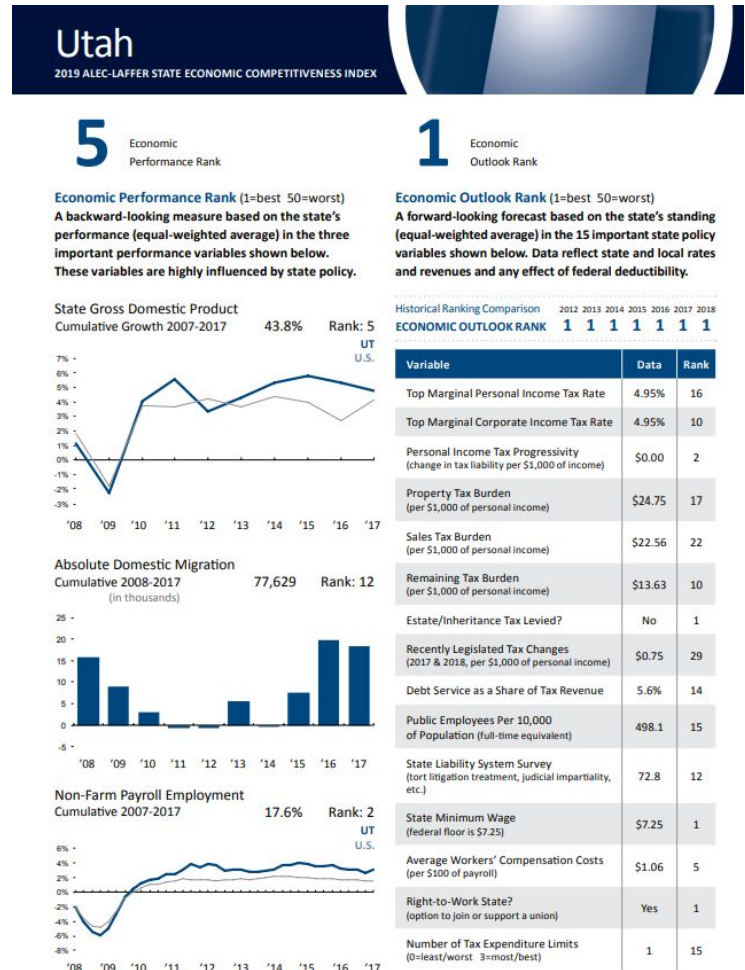 Utah
2019 ALEC-LAFFER STATE ECONOMIC COMPETITIVENESS INDEX
5
Economic
Performance Rank
Economic Performance Rank (1=best 50=worst)
A backward-looking measure based on the state’s
performance (equal-weighted average) in the three
important performance variables shown below.
These variables are highly influenced by state policy.
State Gross Domestic Product
Cumulative Growth 2007-2017 43.8% Rank: 5
UT
U.S.
7%
6%
5%
4%
3%
2%
1%
0%
-1%
-2%
-3%
’08 ’09 ’10 ’11 ’12 ’13 ’14 ’15 ’16 ’17
Absolute Domestic Migration
Cumulative 2008-2017 77,629 Rank: 12
(in thousands)
25
20
15
10
5
0
-5
’08 ’09 ’10 ’11 ’12 ’13 ’14 ’15 ’16 ’17
Non-Farm Payroll Employment
Cumulative 2007-2017 17.6% Rank: 2
UT
U.S.
6%
4%
2%
0%
-2%
-4%
-6%
-8%
’08 ’09 ’10 ’11 ’12 ’13 ’14 ’15 ’16 ’17
1
Economic
Outlook Rank
Economic Outlook Rank (1=best 50=worst)
A forward-looking forecast based on the state’s standing
(equal-weighted average) in the 15 important state policy
variables shown below. Data reflect state and local rates
and revenues and any effect of federal deductibility.
Historical Ranking Comparison 2012 2013 2014 2015 2016 2017 2018
ECONOMIC OUTLOOK RANK 1 1 1 1 1 1 1
Variable Data Rank
Top Marginal Personal Income Tax Rate 4.95% 16
Top Marginal Corporate Income Tax Rate 4.95% 10
Personal Income Tax Progressivity
(change in tax liability per $1,000 of income) $0.00 2
Property Tax Burden
(per $1,000 of personal income) $24.75 17
Sales Tax Burden
(per $1,000 of personal income) $22.56 22
Remaining Tax Burden
(per $1,000 of personal income) $13.63 10
Estate/Inheritance Tax Levied? No 1
Recently Legislated Tax Changes
(2017 & 2018, per $1,000 of personal income) $0.75 29
Debt Service as a Share of Tax Revenue 5.6% 14
Public Employees Per 10,000
of Population (full-time equivalent) 498.1 15
State Liability System Survey
(tort litigation treatment, judicial impartiality,
etc.) 72.8 12
State Minimum Wage
(federal floor is $7.25) $7.25 1
Average Workers’ Compensation Costs
(per $100 of payroll) $1.06 5
Right-to-Work State?
(option to join or support a union) Yes 1
Number of Tax Expenditure Limits
(0=least/worst 3=most/best) 1 15